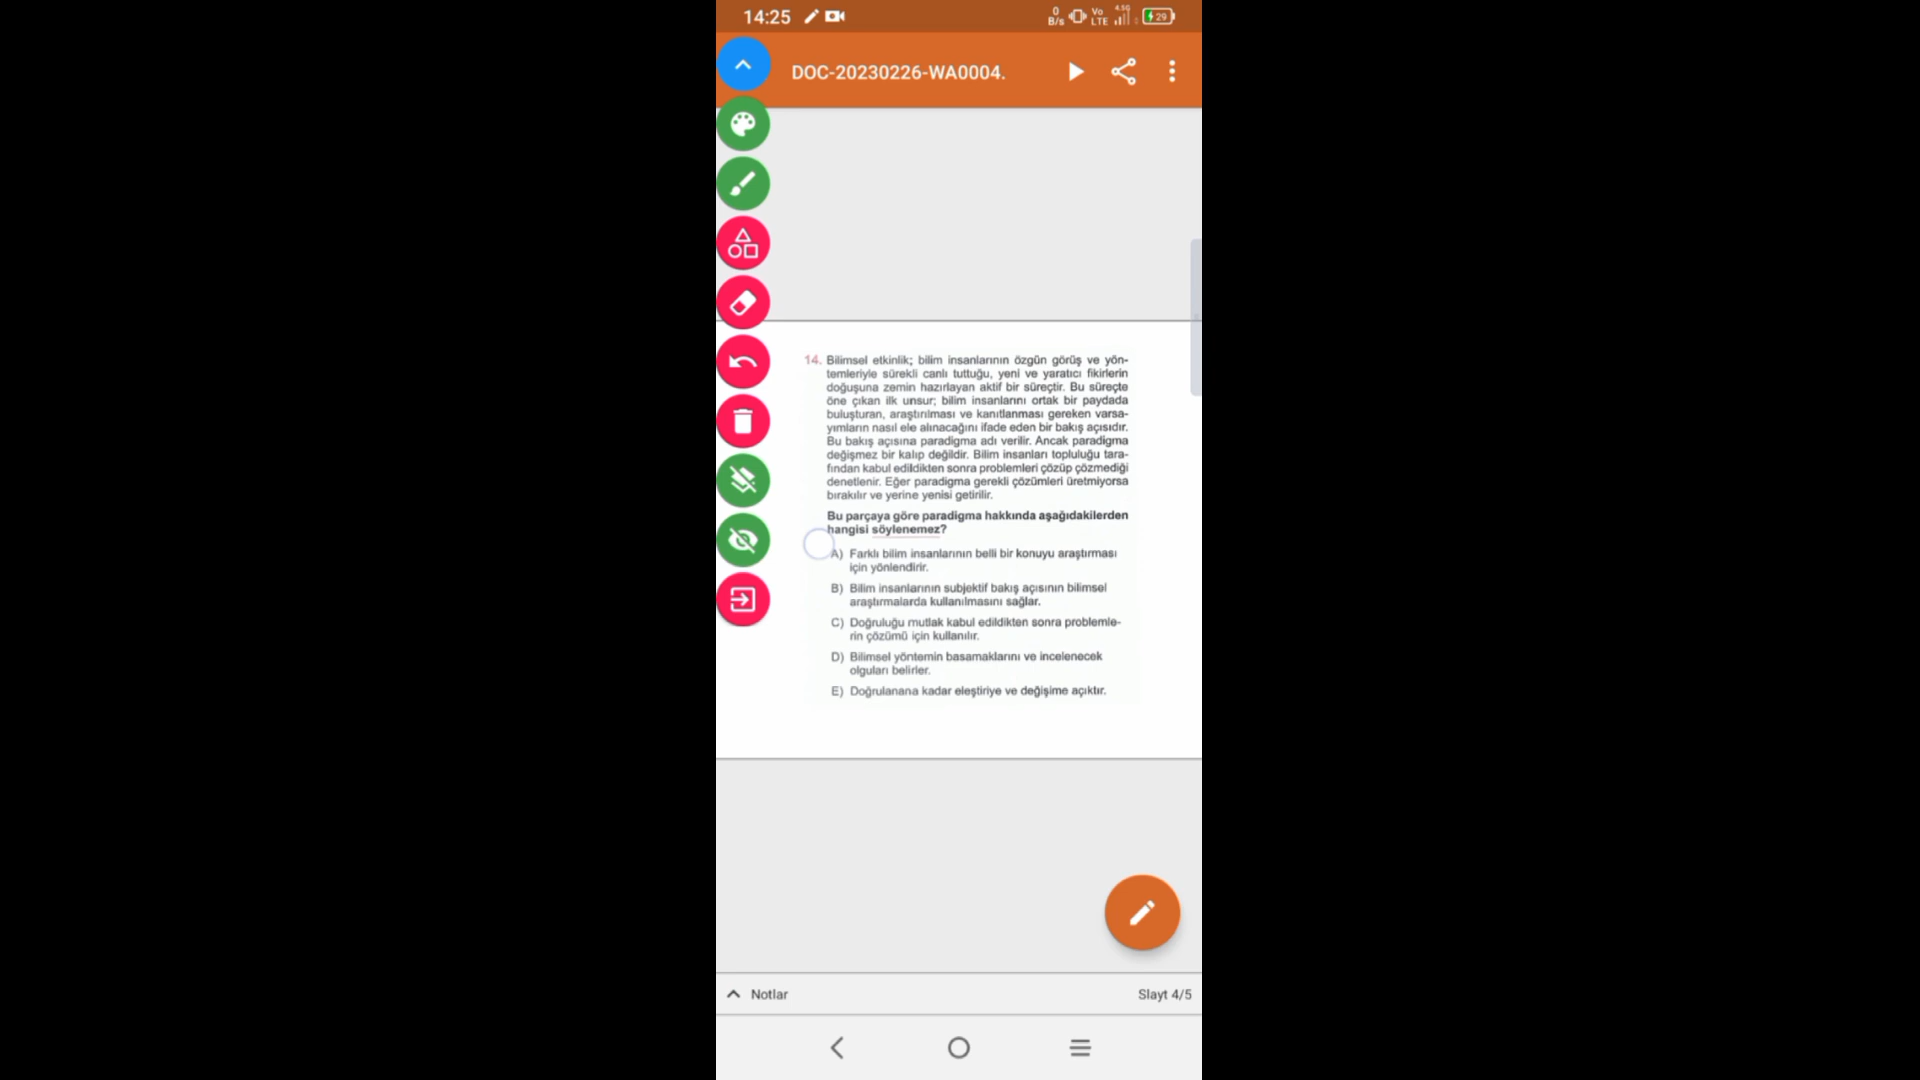 14:25
0 B/s Vo LTE 4.5G 29
DOC-20230226-WA0004.
14. Bilimsel etkinlik; bilim insanlarının özgün görüş ve yön-
temleriyle sürekli canlı tuttuğu, yeni ve yaratıcı fikirlerin
doğuşuna zemin hazırlayan aktif bir süreçtir. Bu süreçte
öne çıkan ilk unsur; bilim insanlarını ortak bir paydada
buluşturan, araştırılması ve kanıtlanması gereken varsa-
yımların nasıl ele alınacağını ifade eden bir bakış açısıdır.
Bu bakış açısına paradigma adı verilir. Ancak paradigma
değişmez bir kalıp değildir. Bilim insanları topluluğu tara-
fından kabul edildikten sonra problemleri çözüp çözmediği
denetlenir. Eğer paradigma gerekli çözümleri üretmiyorsa
bırakılır ve yerine yenisi getirilir.
Bu parçaya göre paradigma hakkında aşağıdakilerden
hangisi söylenemez?
A) Farklı bilim insanlarının belli bir konuyu araştırması
için yönlendirir.
B) Bilim insanlarının subjektif bakış açısının bilimsel
araştırmalarda kullanılmasını sağlar.
C) Doğruluğu mutlak kabul edildikten sonra problemle-
rin çözümü için kullanılır.
D) Bilimsel yöntemin basamaklarını ve incelenecek
olguları belirler.
E) Doğrulanana kadar eleştiriye ve değişime açıktır.
Notlar
Slayt 4/5